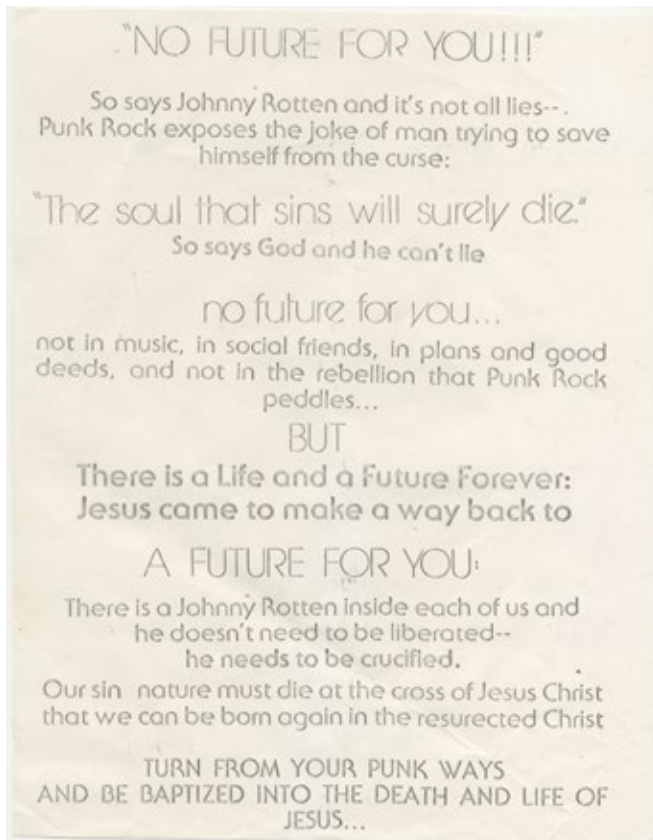 "NO FUTURE FOR YOU!!!"
So says Johnny Rotten and it's not all lies--.
Punk Rock exposes the joke of man trying to save
himself from the curse:
"The soul that sins will surely die."
So says God and he can't lie
no future for you...
not in music, in social friends, in plans and good
deeds, and not in the rebellion that Punk Rock
peddles...
BUT
There is a Life and a Future Forever:
Jesus came to make a way back to
A FUTURE FOR YOU:
There is a Johnny Rotten inside each of us and
he doesn't need to be liberated--
he needs to be crucified.
Our sin nature must die at the cross of Jesus Christ
that we can be born again in the resurected Christ
TURN FROM YOUR PUNK WAYS
AND BE BAPTIZED INTO THE DEATH AND LIFE OF
JESUS...